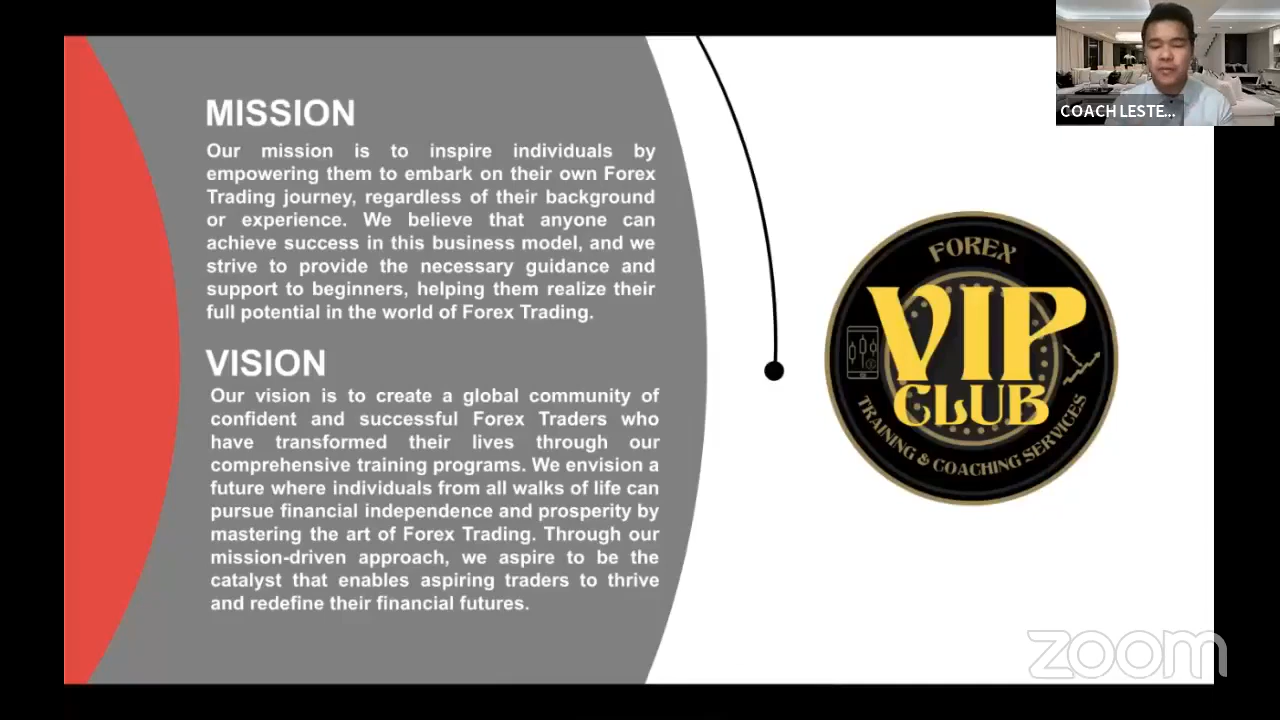 MISSION
Our mission is to inspire individuals by
empowering them to embark on their own Forex
Trading journey, regardless of their background
or experience. We believe that anyone can
achieve success in this business model, and we
strive to provide the necessary guidance and
support to beginners, helping them realize their
full potential in the world of Forex Trading.
VISION
Our vision is to create a global community of
confident and successful Forex Traders who
have transformed their lives through our
comprehensive training programs. We envision a
future where individuals from all walks of life can
pursue financial independence and prosperity by
mastering the art of Forex Trading. Through our
mission-driven approach, we aspire to be the
catalyst that enables aspiring traders to thrive
and redefine their financial futures.
COACH LESTE...
FOREX
VIP
CLUB
TRAINING & COACHING SERVICES
zoom